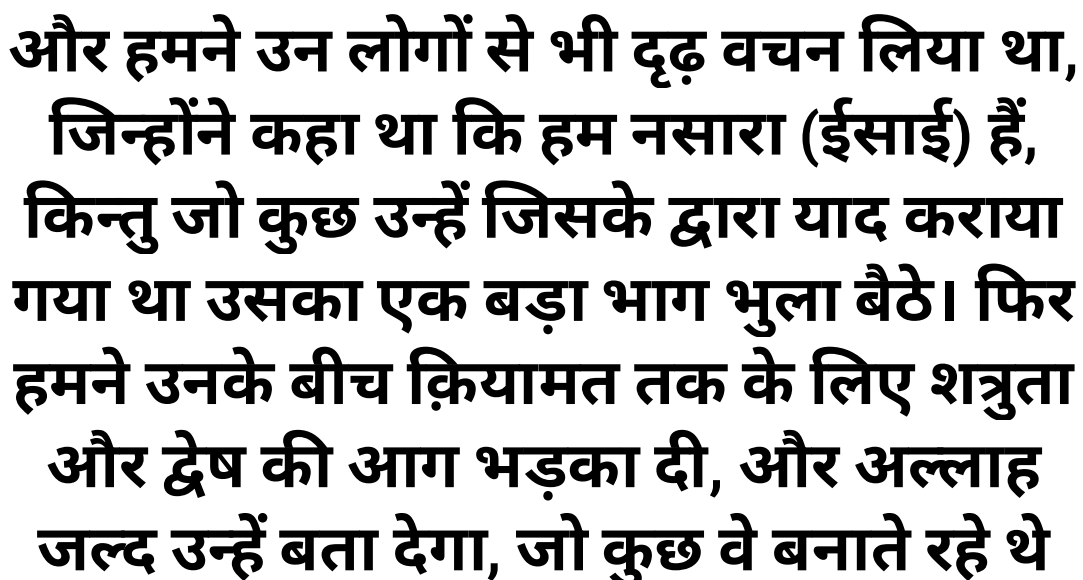 और हमने उन लोगों से भी दृढ़ वचन लिया था,
जिन्होंने कहा था कि हम नसारा (ईसाई) हैं,
किन्तु जो कुछ उन्हें जिसके द्वारा याद कराया
गया था उसका एक बड़ा भाग भुला बैठे। फिर
हमने उनके बीच क़ियामत तक के लिए शत्रुता
और द्वेष की आग भड़का दी, और अल्लाह
जल्द उन्हें बता देगा, जो कुछ वे बनाते रहे थे